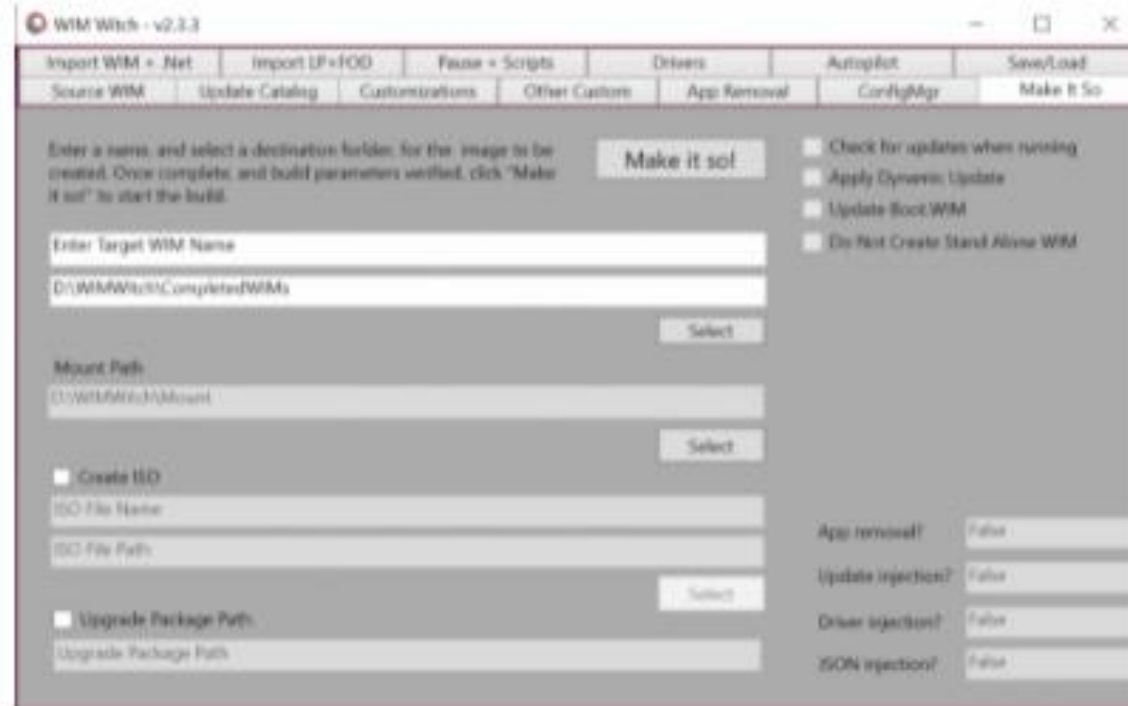 WIM Witch - v2.3.3
Import WIM + .Net Import LP+FOD Pause + Scripts Drivers Autopilot Save/Load
Source WIM Update Catalog Customizations Other Custom App Removal ConfigMgr Make It So
Enter a name, and select a destination forlder, for the image to be
created. Once complete, and build parameters verified, click "Make
it so!" to start the build.
Make it so!
Check for updates when running
Apply Dynamic Update
Update Boot.WIM
Do Not Create Stand Alone WIM
Enter Target WIM Name
D:\WIMWitch\CompletedWIMs
Select
Mount Path
D:\WIMWitch\Mount
Select
Create ISO
ISO File Name
ISO File Path
Select
Upgrade Package Path.
Upgrade Package Path
App removal? False
Update injection? False
Driver injection? False
JSON injection? False